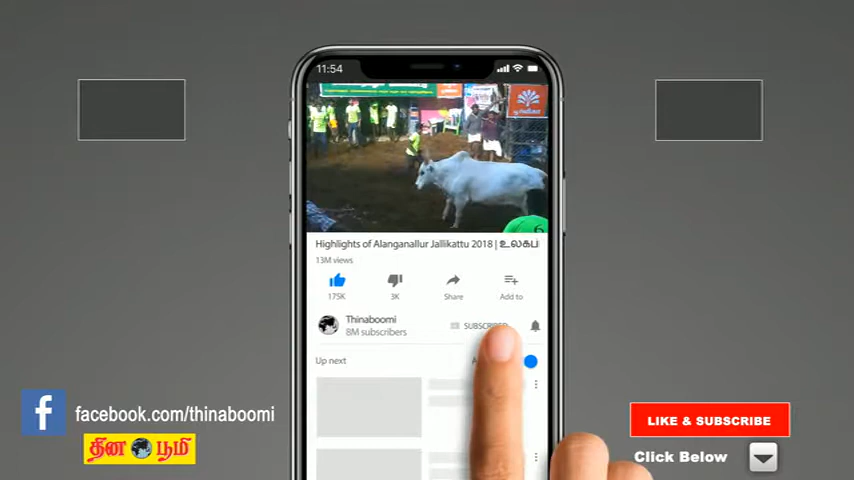 11:54
Highlights of Alanganallur Jallikattu 2018 | உலகப்
13M views
175K
3K
Share
Add to
Thinaboomi
8M subscribers
SUBSCRIBED
Up next
facebook.com/thinaboomi
தினபூமி
LIKE & SUBSCRIBE
Click Below